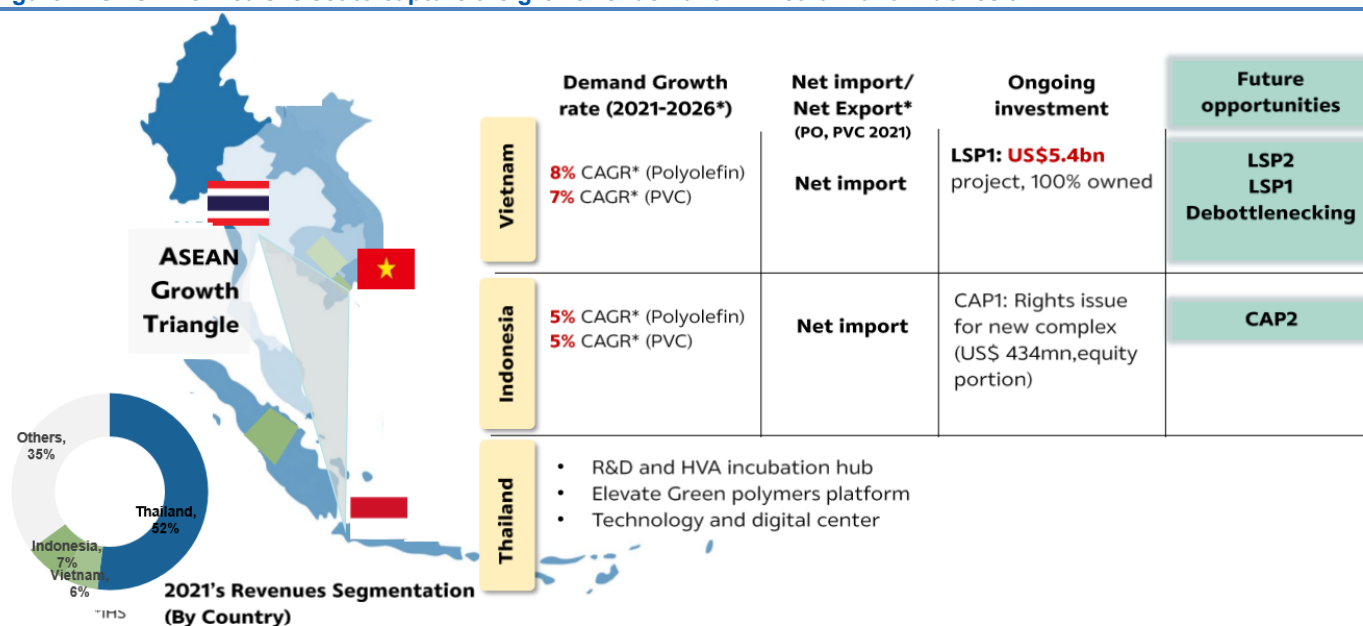 Demand Growth
rate (2021-2026*)
Net import/
Net Export*
(PO, PVC 2021)
Ongoing
investment
Future
opportunities
Vietnam
8% CAGR* (Polyolefin)
7% CAGR* (PVC)
Net import
LSP1: US$5.4bn
project, 100% owned
LSP2
LSP1
Debottlenecking
ASEAN
Growth
Triangle
Indonesia
5% CAGR* (Polyolefin)
5% CAGR* (PVC)
Net import
CAP1: Rights issue
for new complex
(US$ 434mn,equity
portion)
CAP2
Thailand
• R&D and HVA incubation hub
• Elevate Green polymers platform
• Technology and digital center
Others,
35%
Thailand,
52%
Indonesia,
7%
Vietnam,
6%
*IHS
2021's Revenues Segmentation
(By Country)